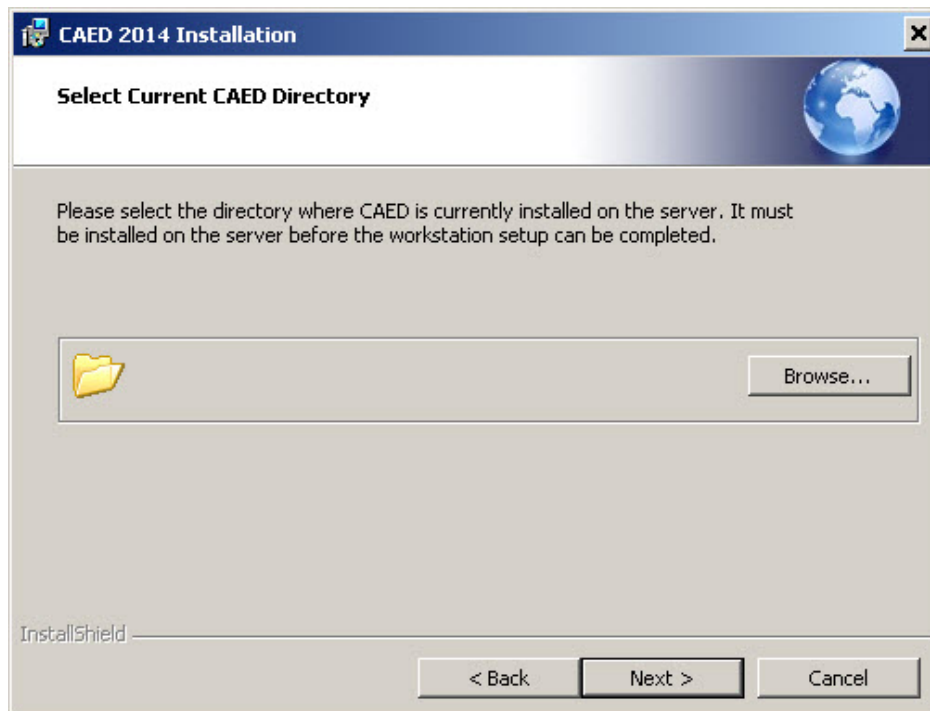 CAED 2014 Installation
Select Current CAED Directory
Please select the directory where CAED is currently installed on the server. It must
be installed on the server before the workstation setup can be completed.
Browse...
InstallShield
< Back
Next >
Cancel